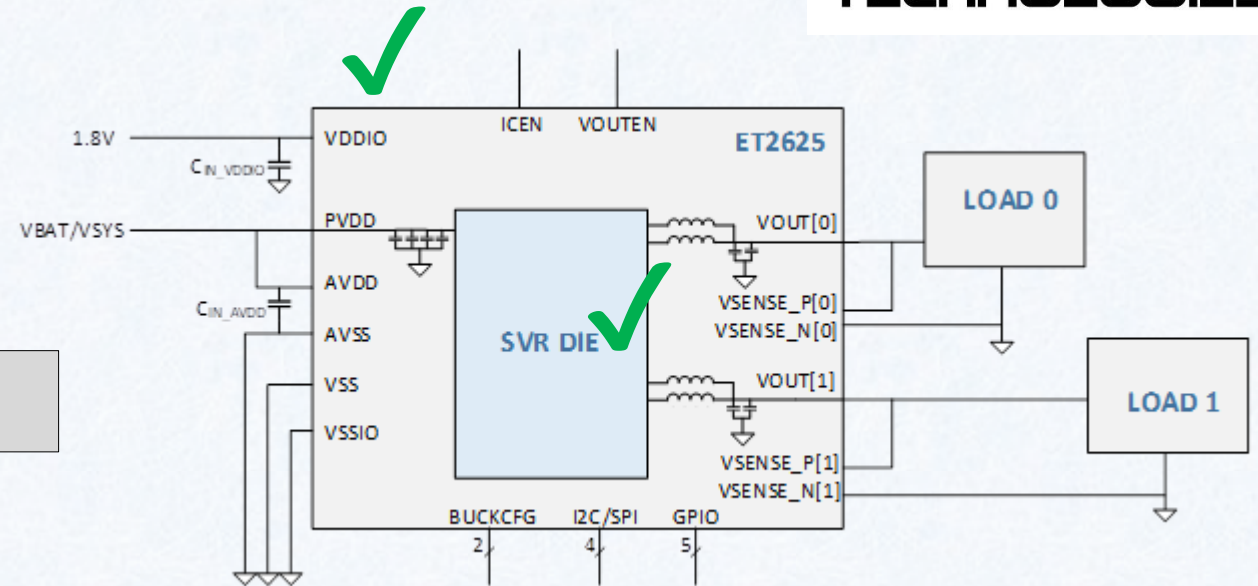 ICEN VOUTEN
1.8V VDDIO ET2625
CIN_VDDIO
LOAD 0
VBAT/VSYS PVDD VOUT[0]
AVDD
CIN_AVDD VSENSE_P[0]
AVSS VSENSE_N[0]
SVR DIE
VSS VOUT[1]
LOAD 1
VSSIO
VSENSE_P[1]
VSENSE_N[1]
BUCKCFG I2C/SPI GPIO
2 4 5